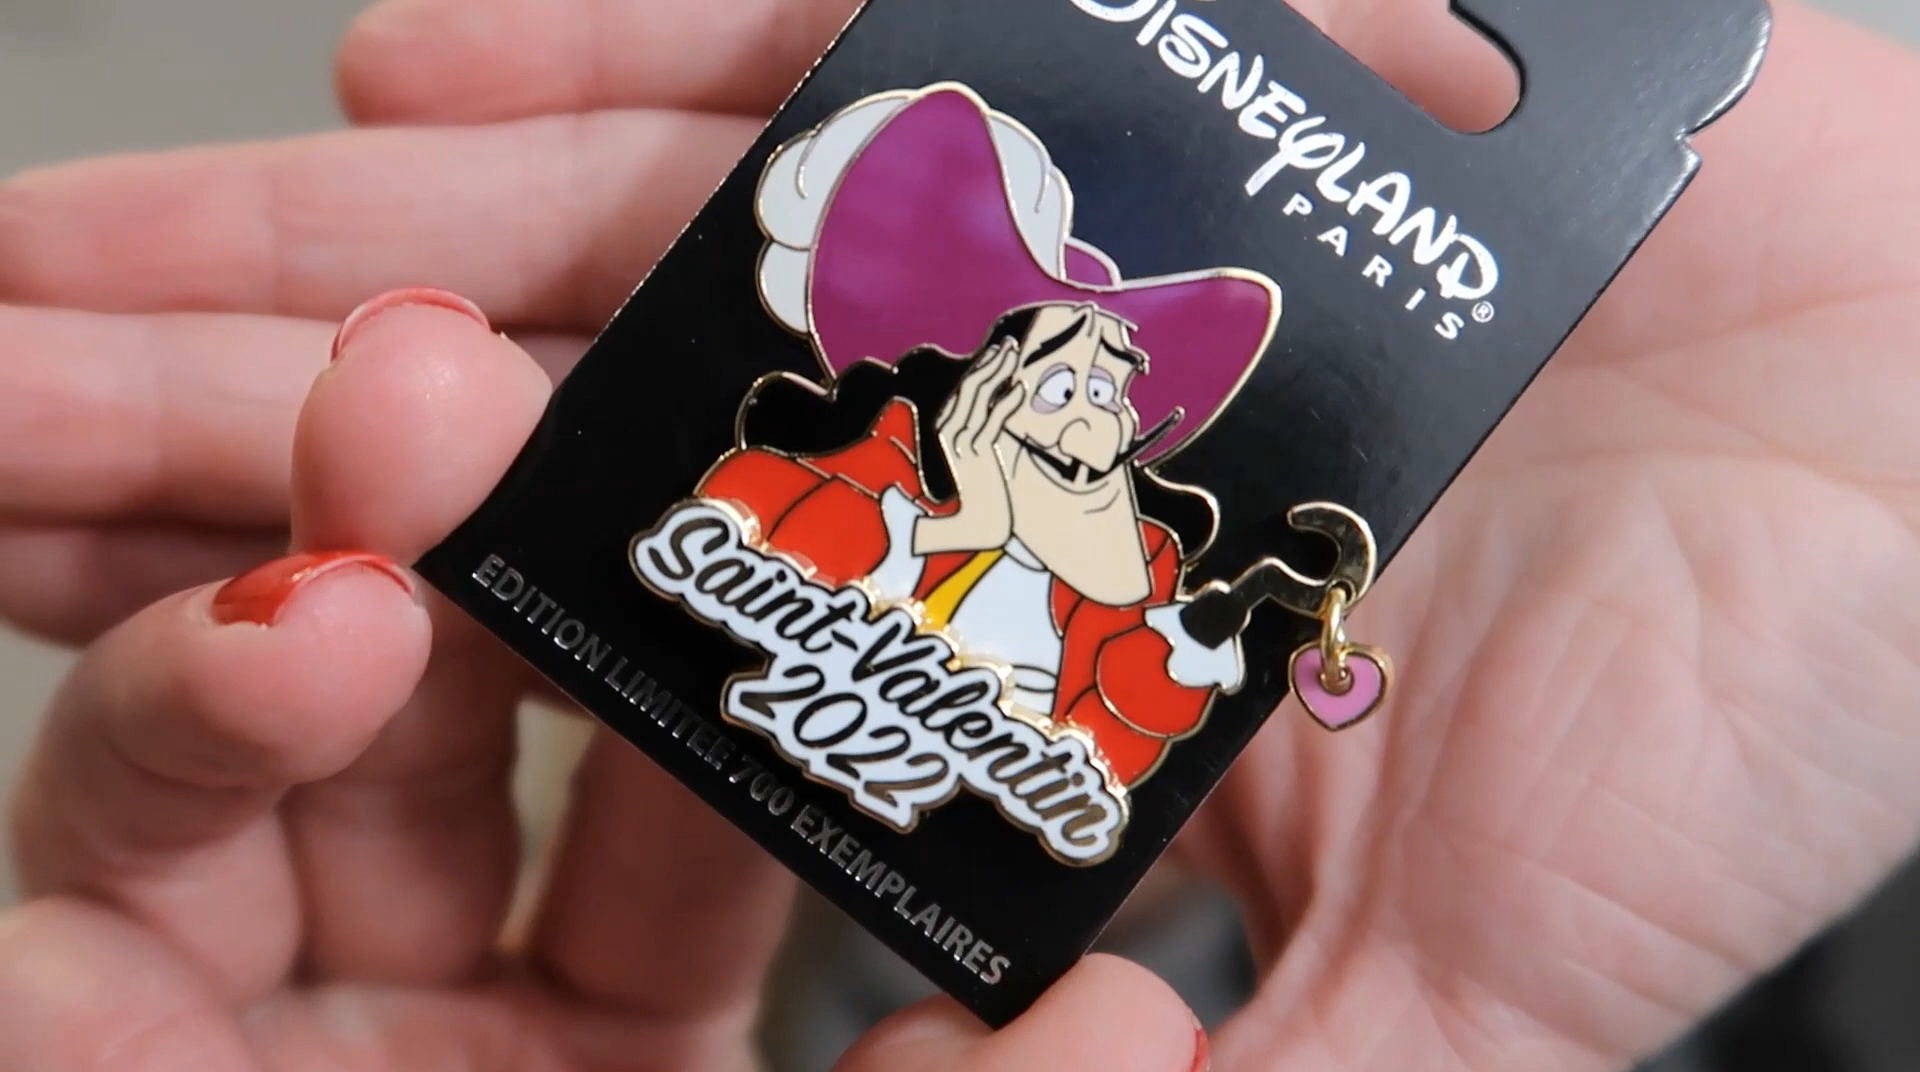 DISNEYLAND®
PARIS
Saint-Valentin
2022
EDITION LIMITEE 700 EXEMPLAIRES